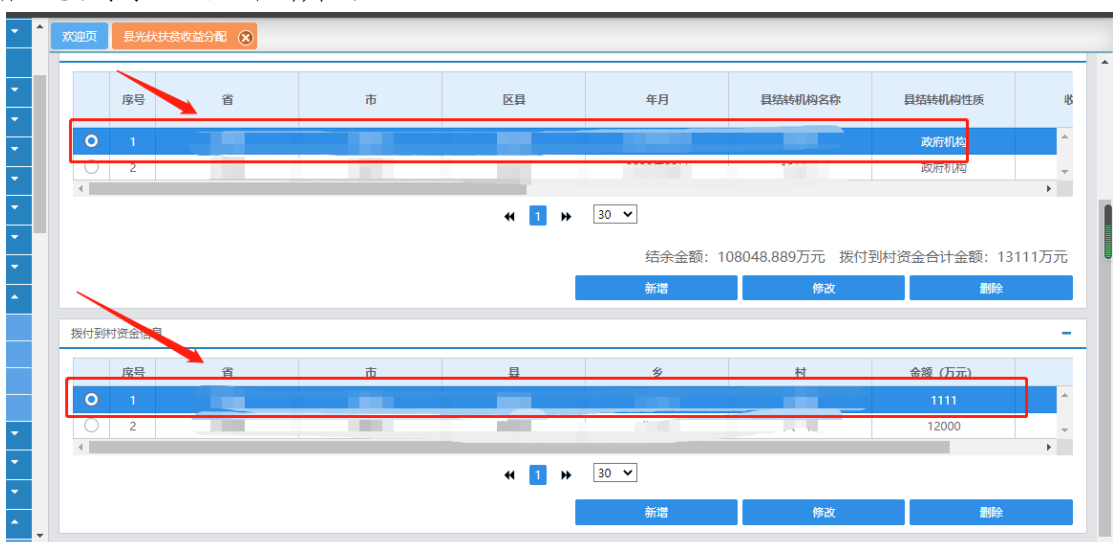 欢迎页 县光伏扶贫收益分配
序号 省 市 区县 年月 县结转机构名称 县结转机构性质
1 政府机构
2 政府机构
1 30
结余金额：108048.889万元 拨付到村资金合计金额：13111万元
新增 修改 删除
拨付到村资金信息
序号 省 市 县 乡 村 金额（万元）
1 1111
2 12000
1 30
新增 修改 删除